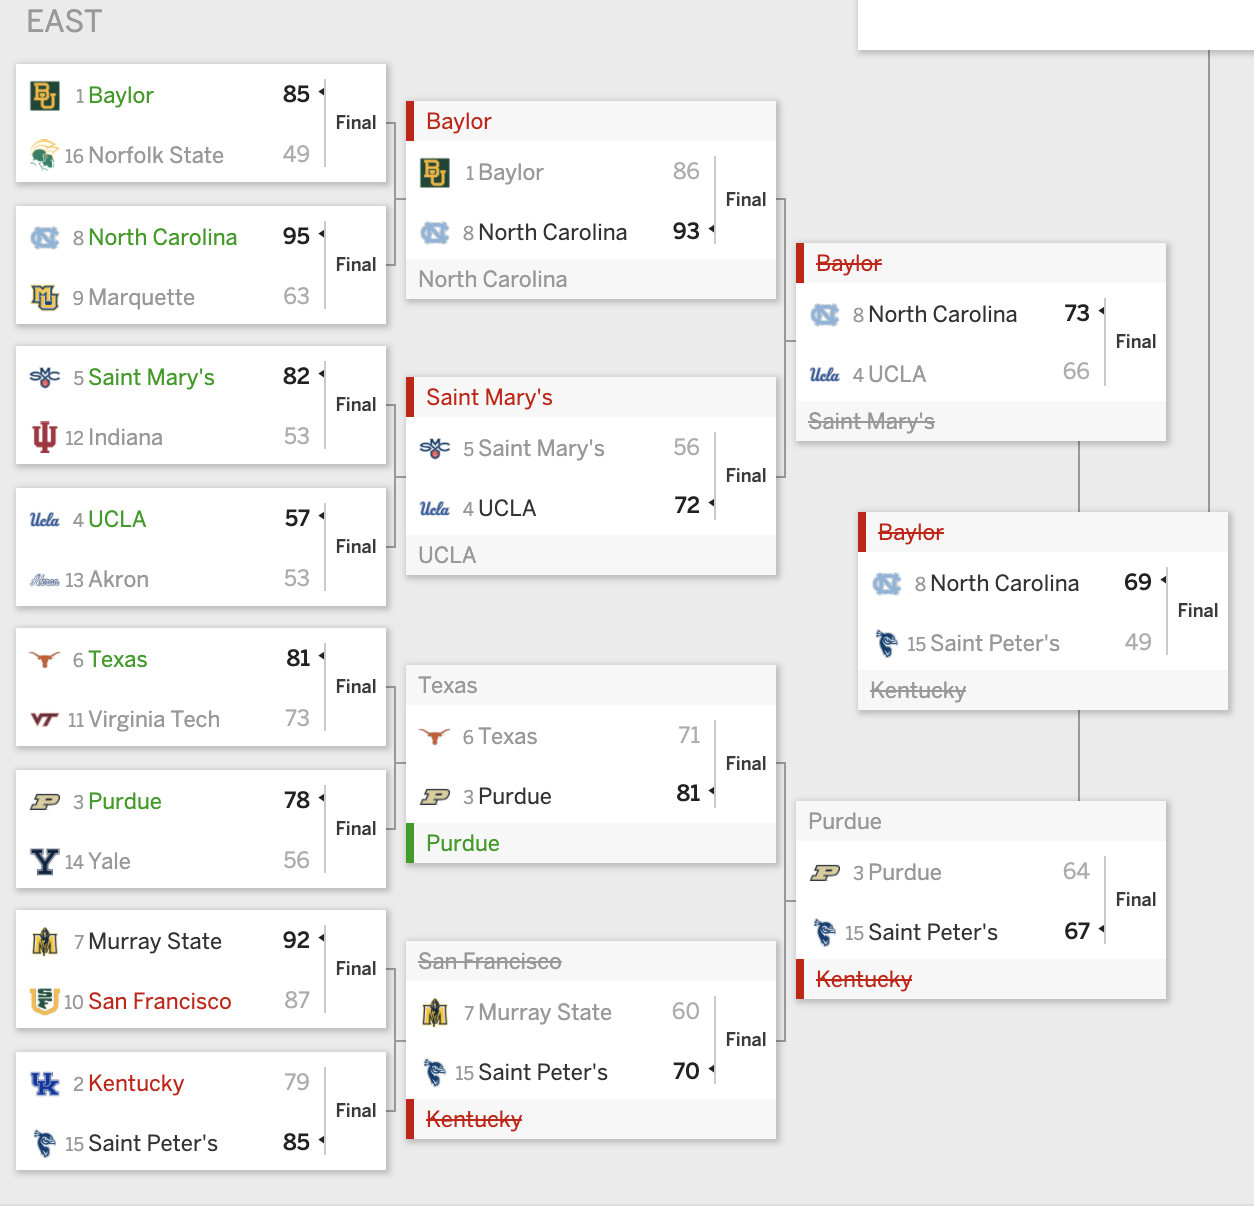 EAST
1 Baylor 85
Final
16 Norfolk State 49
8 North Carolina 95
Final
9 Marquette 63
5 Saint Mary's 82
Final
12 Indiana 53
4 UCLA 57
Final
13 Akron 53
6 Texas 81
Final
11 Virginia Tech 73
3 Purdue 78
Final
14 Yale 56
7 Murray State 92
Final
10 San Francisco 87
2 Kentucky 79
Final
15 Saint Peter's 85
Baylor
1 Baylor 86
Final
8 North Carolina 93
North Carolina
Saint Mary's
5 Saint Mary's 56
Final
4 UCLA 72
UCLA
Texas
6 Texas 71
Final
3 Purdue 81
Purdue
San Francisco
7 Murray State 60
Final
15 Saint Peter's 70
Kentucky
Baylor
8 North Carolina 73
Final
4 UCLA 66
Saint Mary's
Purdue
3 Purdue 64
Final
15 Saint Peter's 67
Kentucky
Baylor
8 North Carolina 69
Final
15 Saint Peter's 49
Kentucky